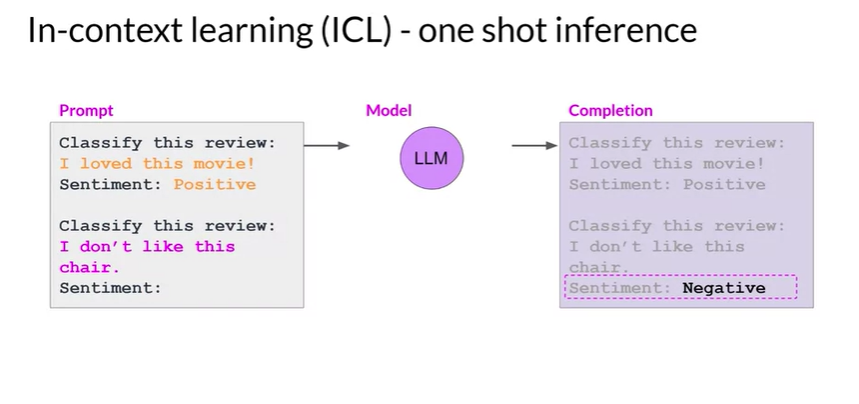 In-context learning (ICL) - one shot inference
Prompt
Classify this review:
I loved this movie!
Sentiment: Positive
Classify this review:
I don't like this
chair.
Sentiment:
Model
LLM
Completion
Classify this review:
I loved this movie!
Sentiment: Positive
Classify this review:
I don't like this
chair.
Sentiment: Negative